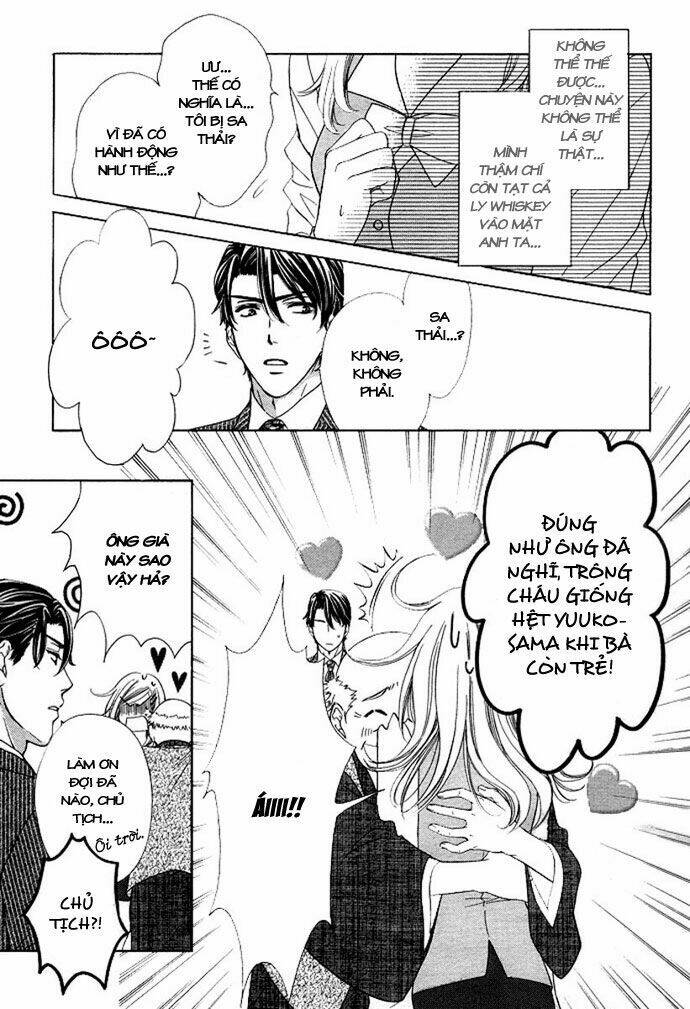 KHÔNG
THỂ THẾ
ĐƯỢC...
CHUYỆN NÀY
KHÔNG THỂ
LÀ SỰ
THẬT...
MÌNH
THẬM CHÍ
CÒN TẠT CẢ
LY WHISKEY
VÀO MẶT
ANH TA...
ƯƯ...
THẾ CÓ
NGHĨA LÀ...
TÔI BỊ SA
THẢI?
VÌ ĐÃ CÓ
HÀNH ĐỘNG
NHƯ THẾ...?
SA
THẢI...?
KHÔNG,
KHÔNG
PHẢI.
ÔÔÔ~
ĐÚNG
NHƯ ÔNG ĐÃ
NGHĨ, TRÔNG
CHÁU GIỐNG
HỆT YUUKO-
SAMA KHI BÀ
CÒN TRẺ!
ÁIIII!!
ÔNG GIÀ
NÀY SAO
VẬY HẢ?
LÀM ƠN
ĐỢI ĐÃ
NÀO, CHỦ
TỊCH...
Ôi trời.
CHỦ
TỊCH?!